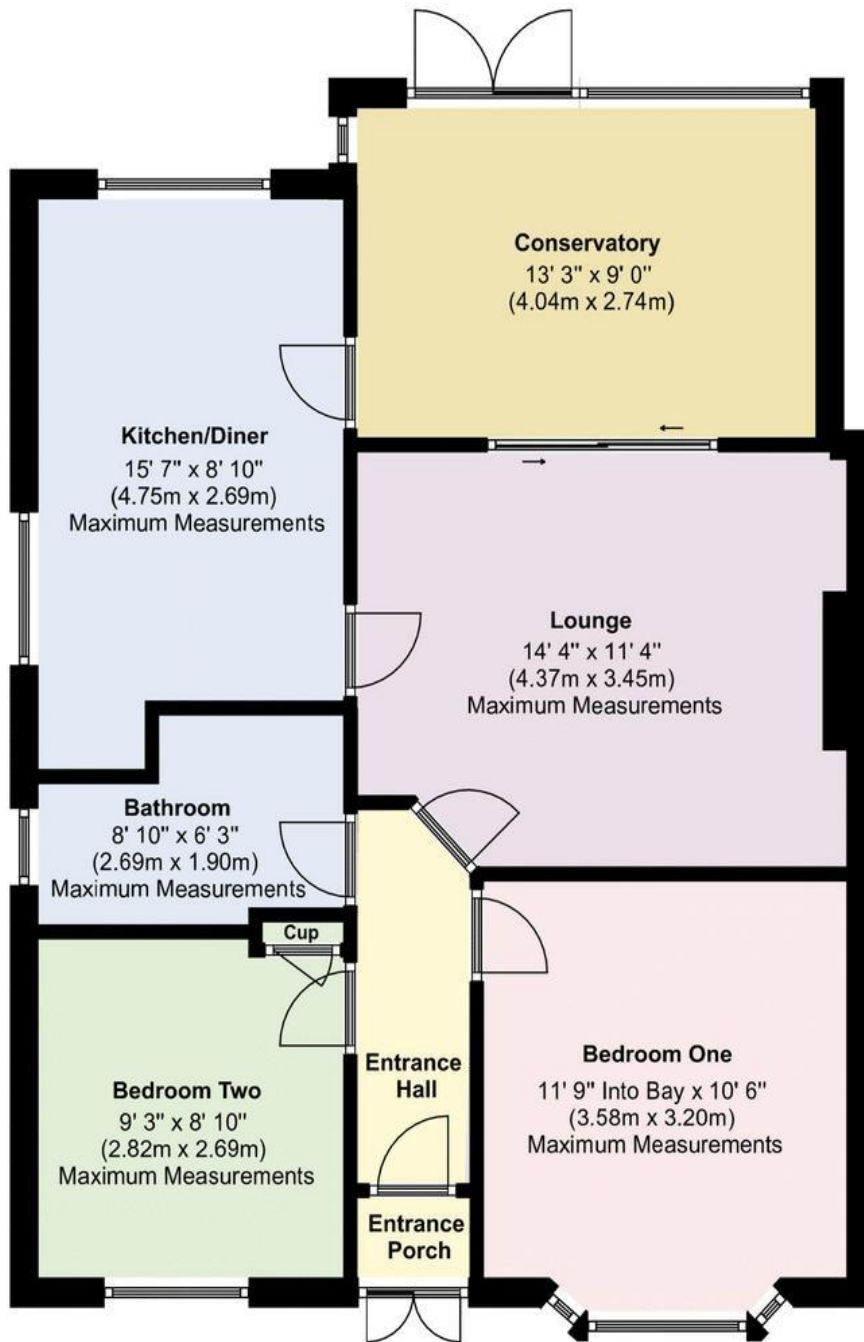 Conservatory
13' 3" x 9' 0"
(4.04m x 2.74m)
Kitchen/Diner
15' 7" x 8' 10"
(4.75m x 2.69m)
Maximum Measurements
Lounge
14' 4" x 11' 4"
(4.37m x 3.45m)
Maximum Measurements
Bathroom
8' 10" x 6' 3"
(2.69m x 1.90m)
Maximum Measurements
Cup
Bedroom Two
9' 3" x 8' 10"
(2.82m x 2.69m)
Maximum Measurements
Entrance
Hall
Entrance
Porch
Bedroom One
11' 9" Into Bay x 10' 6"
(3.58m x 3.20m)
Maximum Measurements